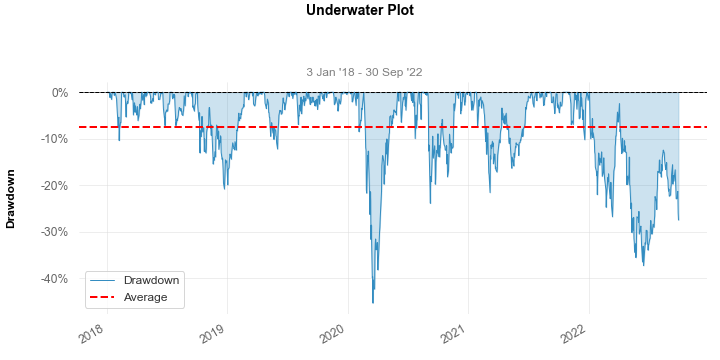 Underwater Plot
3 Jan '18 - 30 Sep '22
Drawdown
0%
-10%
-20%
-30%
-40%
Drawdown
Average
2018
2019
2020
2021
2022